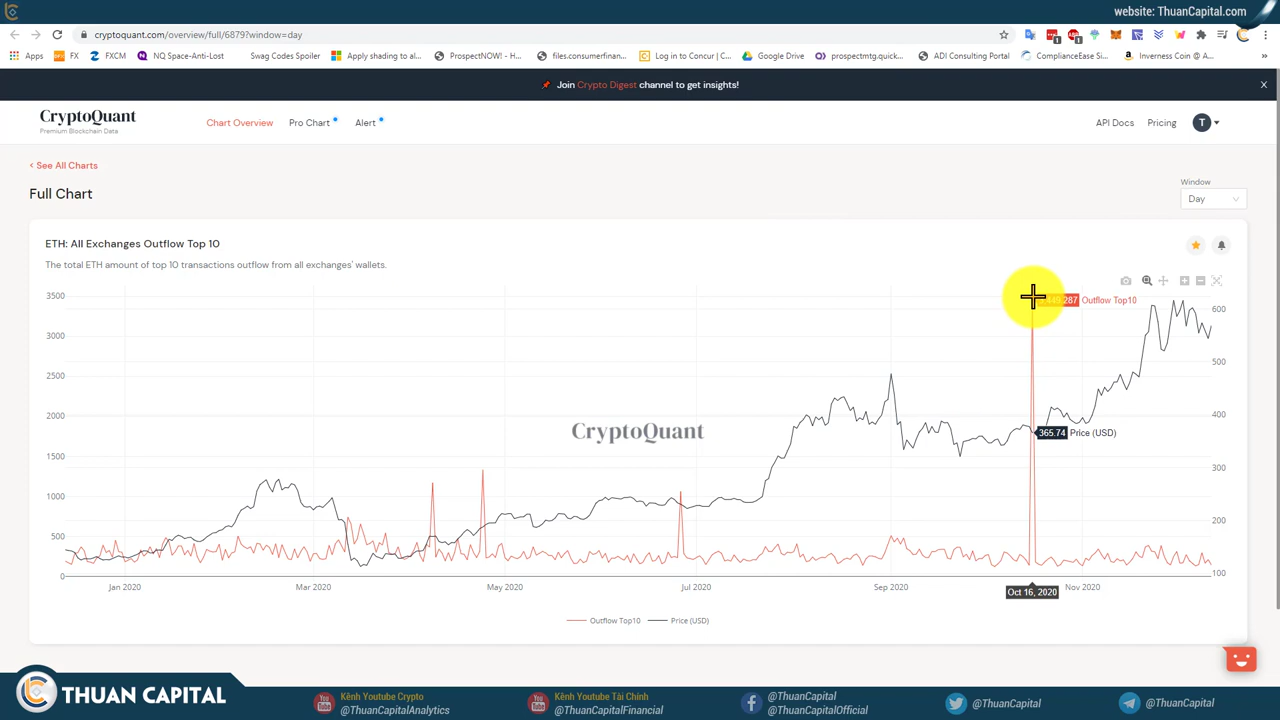 website: ThuanCapital.com
cryptoquant.com/overview/full/6879?window=day
Apps FX FXCM NQ Space-Anti-Lost Swag Codes Spoiler Apply shading to al... ProspectNOW! - Ex... files.consumerfinan... Log in to Concur | C... Google Drive prospectmtg.quick... ADI Consulting Portal ComplianceEase Si... Inverness Coin @ A... »
Join Crypto Digest channel to get insights!
CryptoQuant
Premium Blockchain Data
Chart Overview Pro Chart Alert API Docs Pricing T
< See All Charts
Full Chart
Window
Day
ETH: All Exchanges Outflow Top 10
The total ETH amount of top 10 transactions outflow from all exchanges' wallets.
3500
3000
2500
2000
1500
1000
500
0
Outflow Top10
CryptoQuant
365.74 Price (USD)
600
500
400
300
200
100
Jan 2020 Mar 2020 May 2020 Jul 2020 Sep 2020 Oct 16, 2020 Nov 2020
Outflow Top10 Price (USD)
THUAN CAPITAL
You Tube
Kênh Youtube Crypto
@ThuanCapitalAnalytics
You Tube
Kênh Youtube Tài Chính
@ThuanCapitalFinancial
@ThuanCapital
@ThuanCapitalOfficial
@ThuanCapital
@ThuanCapital